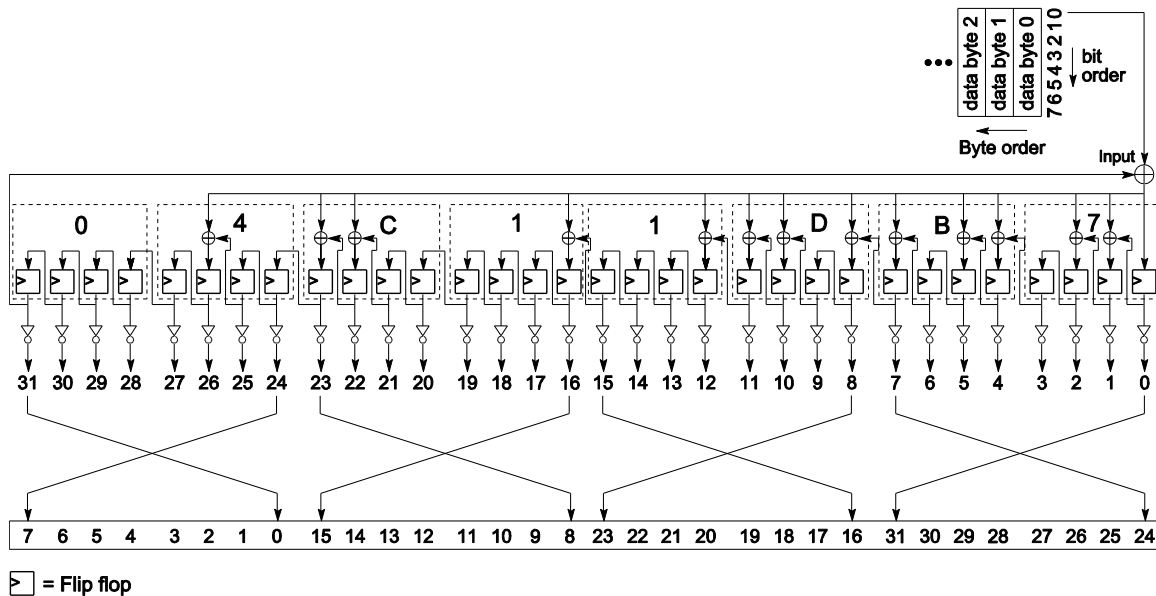 data byte 2
data byte 1
data byte 0
7 6 5 4 3 2 1 0
bit
order
Byte order
Input
0 4 C 1 1 D B 7
> > > > > > > > > > > > > > > > > > > > > > > > > > > > > > > >
31 30 29 28 27 26 25 24 23 22 21 20 19 18 17 16 15 14 13 12 11 10 9 8 7 6 5 4 3 2 1 0
7 6 5 4 3 2 1 0 15 14 13 12 11 10 9 8 23 22 21 20 19 18 17 16 31 30 29 28 27 26 25 24
> = Flip flop